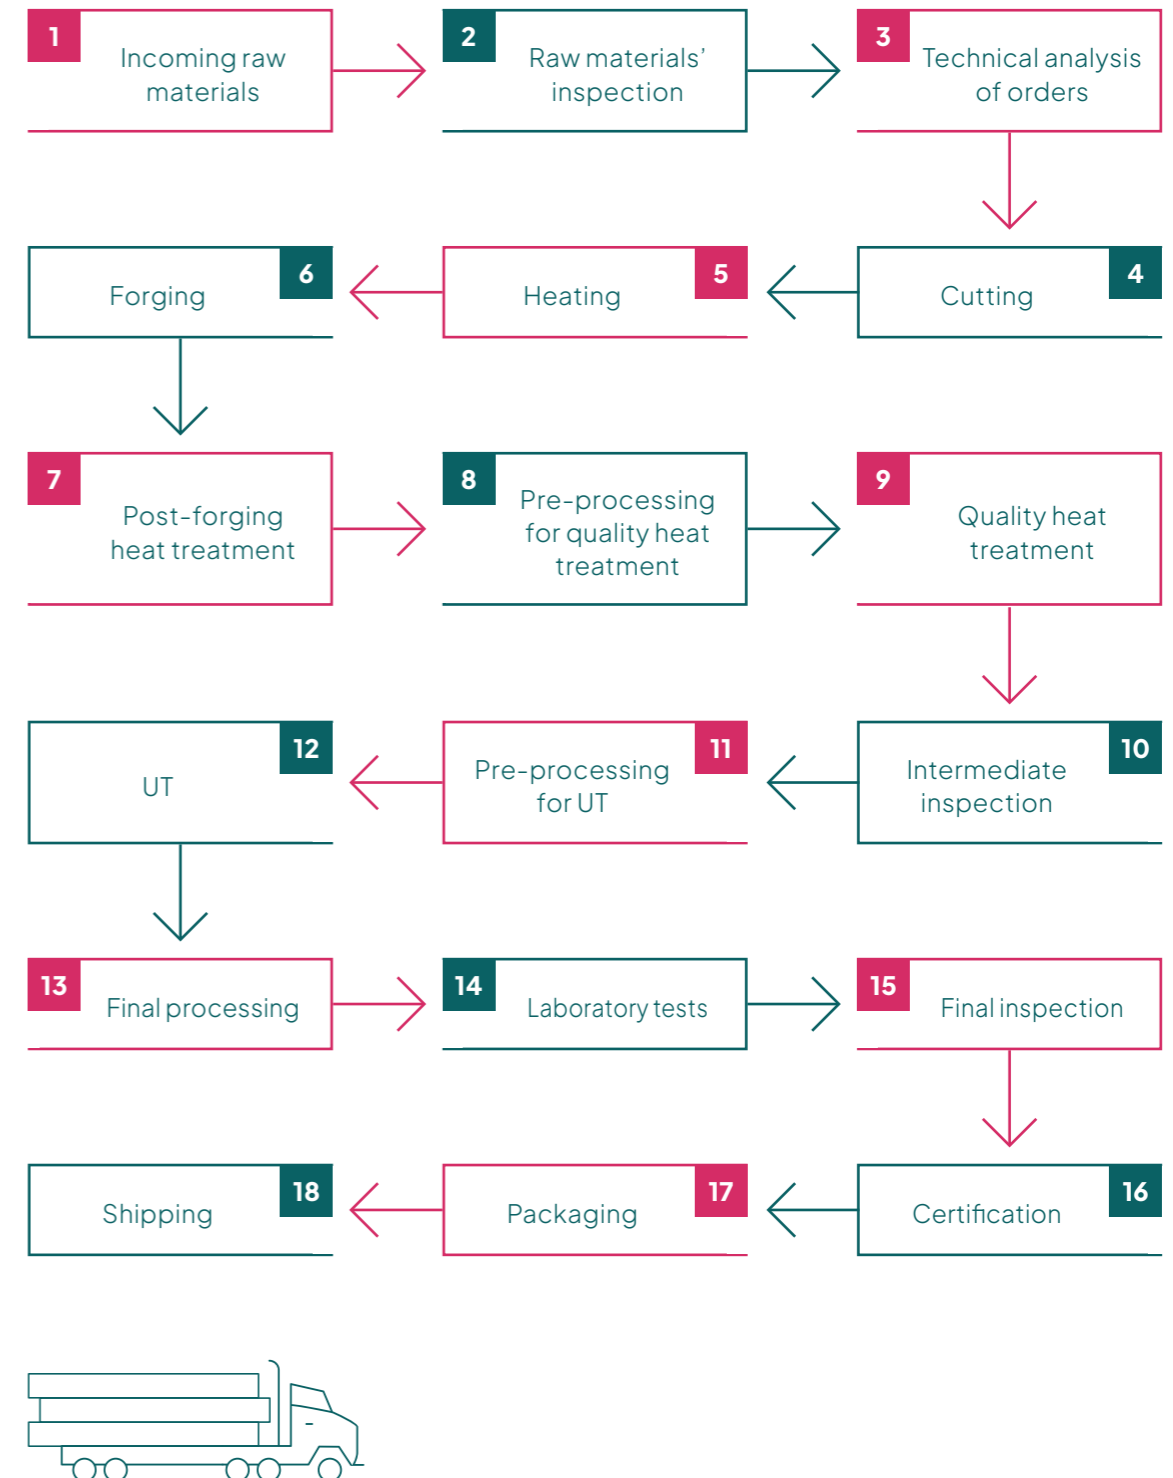 1
Incoming raw
materials
2
Raw materials’
inspection
3
Technical analysis
of orders
4
Cutting
5
Heating
6
Forging
7
Post-forging
heat treatment
8
Pre-processing
for quality heat
treatment
9
Quality heat
treatment
10
Intermediate
inspection
11
Pre-processing
for UT
12
UT
13
Final processing
14
Laboratory tests
15
Final inspection
16
Certification
17
Packaging
18
Shipping